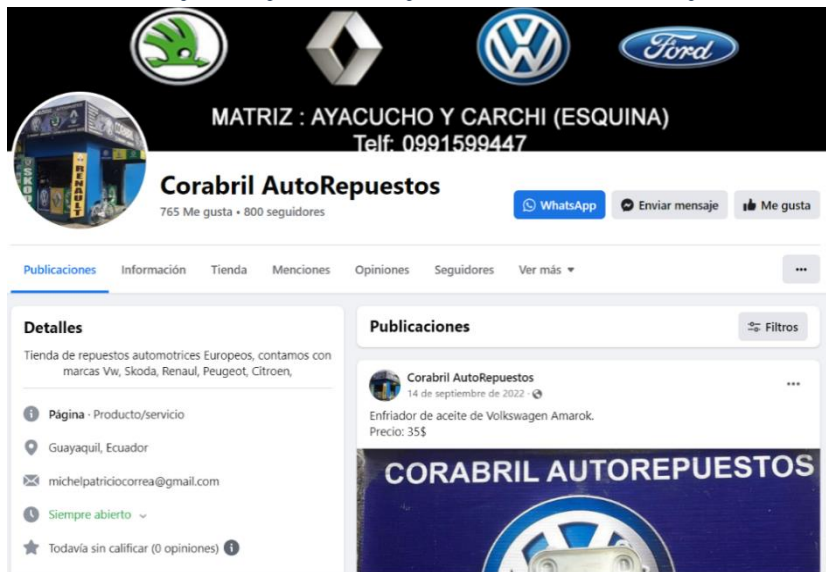 Ford
MATRIZ : AYACUCHO Y CARCHI (ESQUINA)
Telf: 0991599447
SKODA
RENAULT
Corabril AutoRepuestos
765 Me gusta • 800 seguidores
WhatsApp
Enviar mensaje
Me gusta
Publicaciones
Información
Tienda
Menciones
Opiniones
Seguidores
Ver más
Detalles
Tienda de repuestos automotrices Europeos, contamos con
marcas Vw, Skoda, Renaul, Peugeot, Citroen,
Página · Producto/servicio
Guayaquil, Ecuador
michelpatriciocorrea@gmail.com
Siempre abierto
Todavía sin calificar (0 opiniones)
Publicaciones
Filtros
Corabril AutoRepuestos
14 de septiembre de 2022 ·
Enfriador de aceite de Volkswagen Amarok.
Precio: 35$
CORABRIL AUTOREPUESTOS